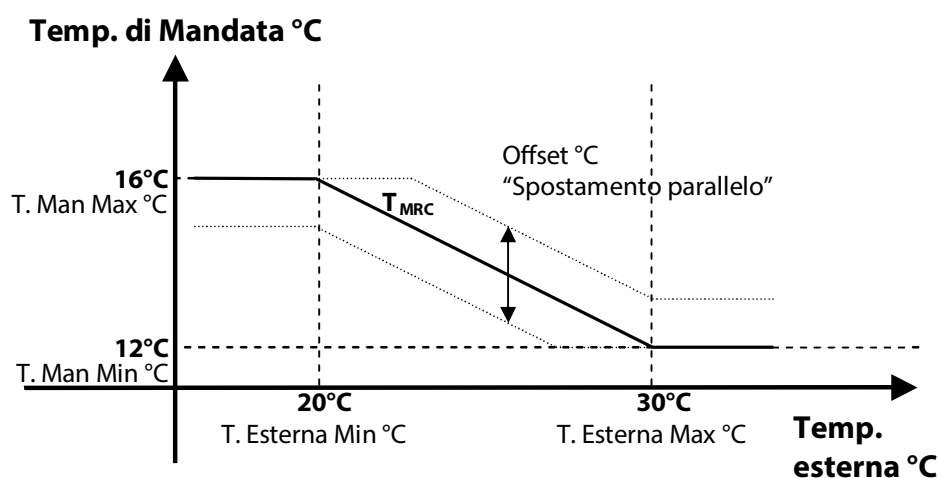 Temp. di Mandata °C
Offset °C
“Spostamento parallelo”
16°C
T. Man Max °C
TMRC
12°C
T. Man Min °C
20°C
30°C
T. Esterna Min °C
T. Esterna Max °C
Temp.
esterna °C